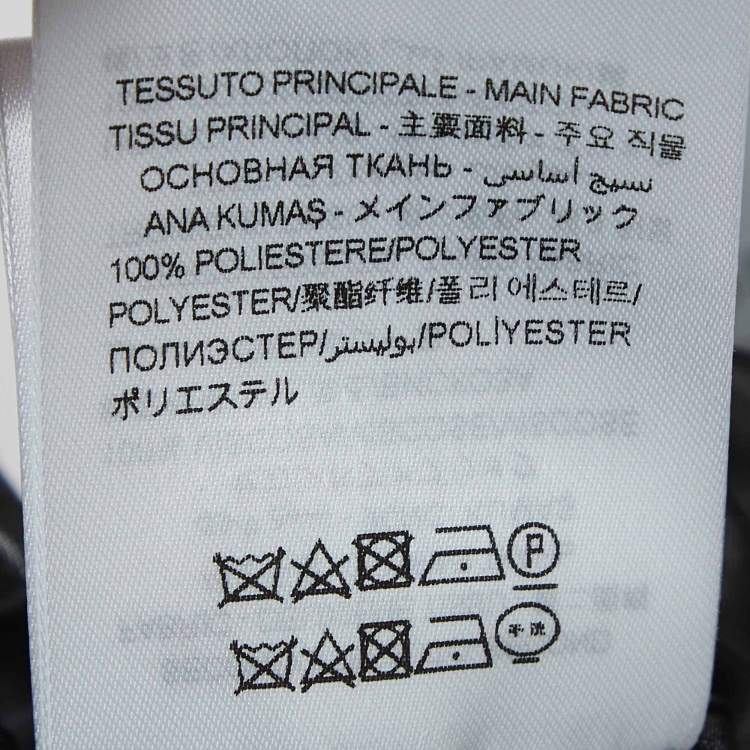 TESSUTO PRINCIPALE - MAIN FABRIC
TISSU PRINCIPAL - 主要面料 - 주요 직물
ОСНОВНАЯ ТКАНЬ - نسيج أساسي
ANA KUMAŞ - メインファブリック
100% POLIESTERE/POLYESTER
POLYESTER/聚酯纤维/폴리에스테르/
ПОЛИЭСТЕР/بوليستر/POLİYESTER
ポリエステル
P
干洗